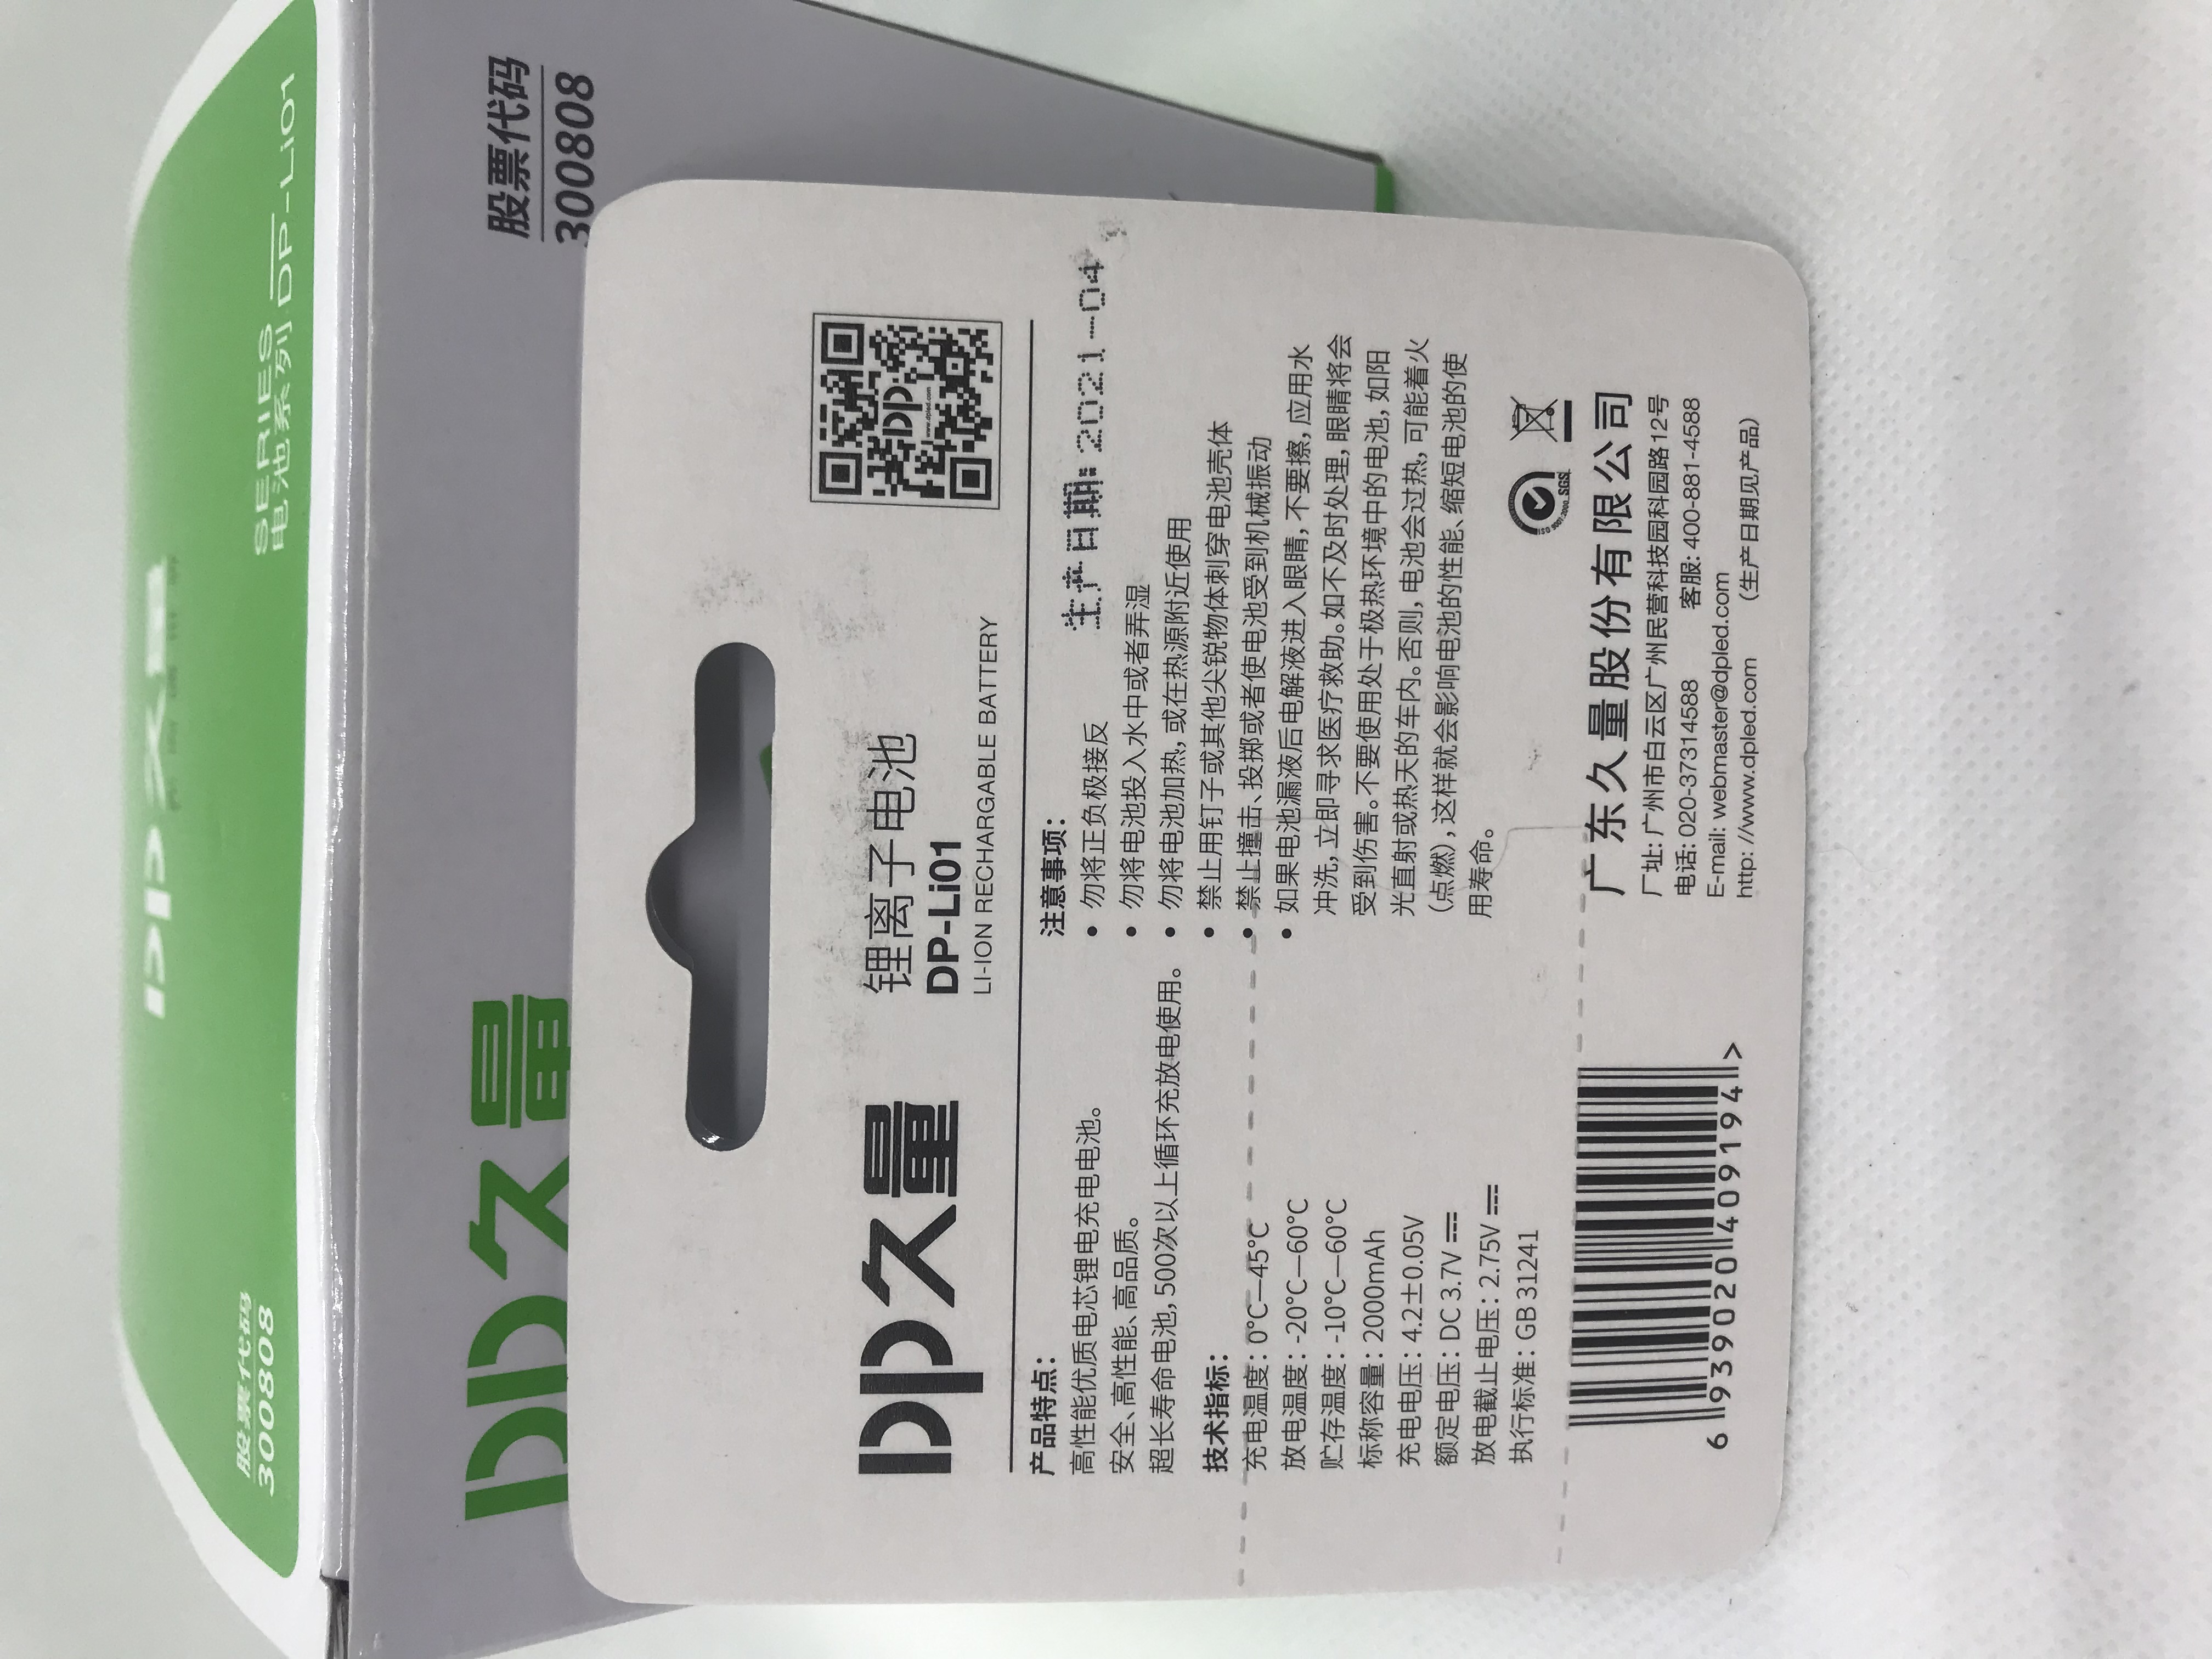 股票代码
300808
SERIES
电池系列 DP-Li01
DP久量
股票代码
300808
DP久量
锂离子电池
DP-Li01
LI-ION RECHARGABLE BATTERY
DP
www.dpled.com
产品特点：
高性能优质电芯锂电充电电池。
安全、高性能、高品质。
超长寿命电池，500次以上循环充放电使用。
技术指标：
充电温度：0°C—45°C
放电温度：-20°C—60°C
贮存温度：-10°C—60°C
标称容量：2000mAh
充电电压：4.2±0.05V
额定电压：DC 3.7V ⎓
放电截止电压：2.75V ⎓
执行标准：GB 31241
6 939020 409194 >
注意事项：
生产日期：2021-04
• 勿将正负极接反
• 勿将电池投入水中或者弄湿
• 勿将电池加热，或在热源附近使用
• 禁止用钉子或其他尖锐物体刺穿电池壳体
• 禁止撞击、投掷或者使电池受到机械振动
• 如果电池漏液后电解液进入眼睛，不要擦，应用水
冲洗，立即寻求医疗救助。如不及时处理，眼睛将会
受到伤害。不要使用处于极热环境中的电池，如阳
光直射或热天的车内。否则，电池会过热，可能着火
（点燃），这样就会影响电池的性能、缩短电池的使
用寿命。
SGS
广东久量股份有限公司
厂址：广州市白云区广州民营科技园科园路12号
电话：020-37314588 客服：400-881-4588
E-mail: webmaster@dpled.com
http: //www.dpled.com （生产日期见产品）